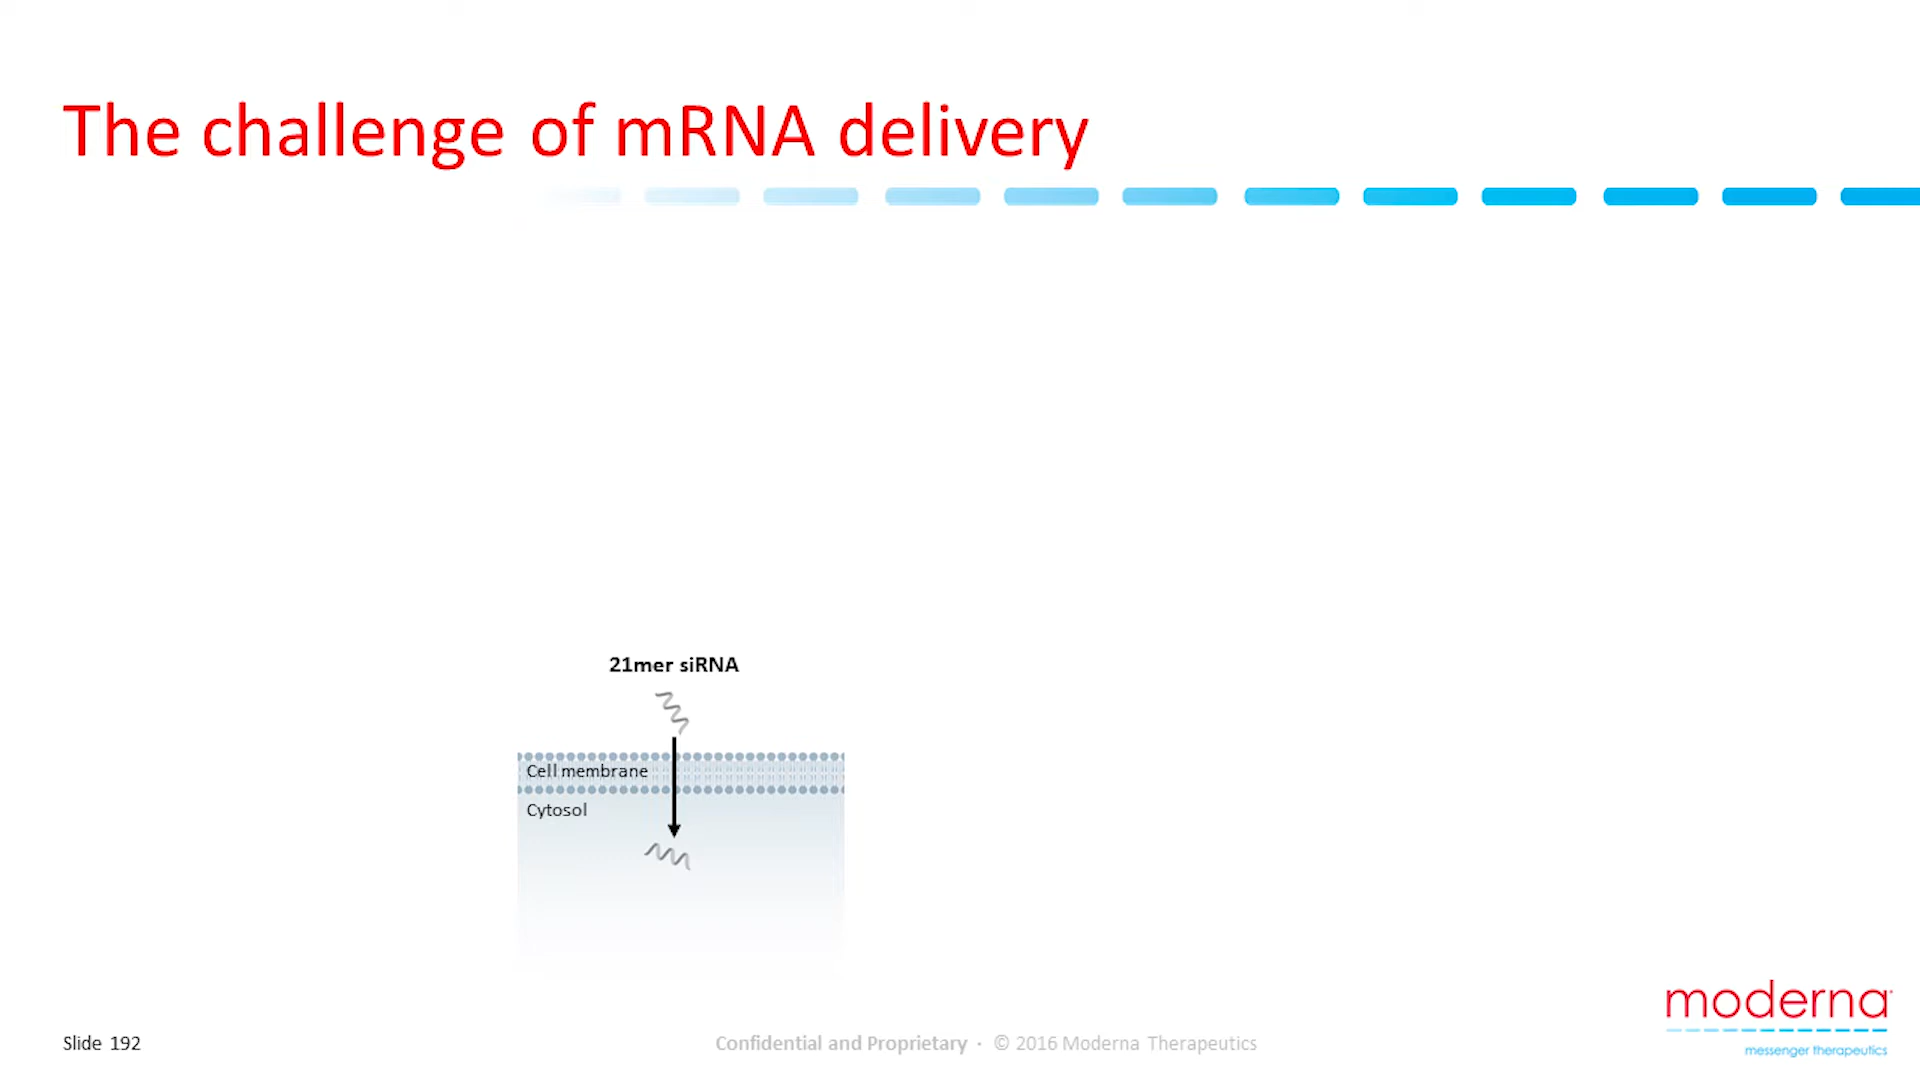 The challenge of mRNA delivery
21mer siRNA
Cell membrane
Cytosol
Slide 192
Confidential and Proprietary · © 2016 Moderna Therapeutics
moderna
messenger therapeutics